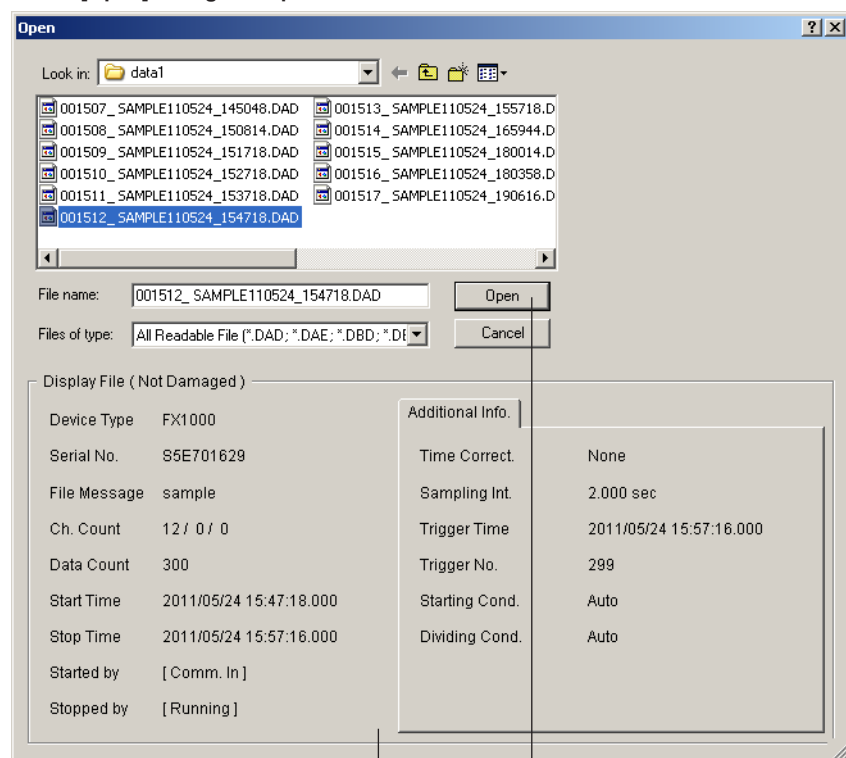 Open
Look in: data1
001507_ SAMPLE110524_145048.DAD
001508_ SAMPLE110524_150814.DAD
001509_ SAMPLE110524_151718.DAD
001510_ SAMPLE110524_152718.DAD
001511_ SAMPLE110524_153718.DAD
001512_ SAMPLE110524_154718.DAD
001513_ SAMPLE110524_155718.D
001514_ SAMPLE110524_165944.D
001515_ SAMPLE110524_180014.D
001516_ SAMPLE110524_180358.D
001517_ SAMPLE110524_190616.D
File name: 001512_ SAMPLE110524_154718.DAD Open
Files of type: All Readable File (*.DAD; *.DAE; *.DBD; *.DE Cancel
Display File ( Not Damaged )
Device Type FX1000
Serial No. S5E701629
File Message sample
Ch. Count 12 / 0 / 0
Data Count 300
Start Time 2011/05/24 15:47:18.000
Stop Time 2011/05/24 15:57:16.000
Started by [ Comm. In ]
Stopped by [ Running ]
Additional Info.
Time Correct. None
Sampling Int. 2.000 sec
Trigger Time 2011/05/24 15:57:16.000
Trigger No. 299
Starting Cond. Auto
Dividing Cond. Auto